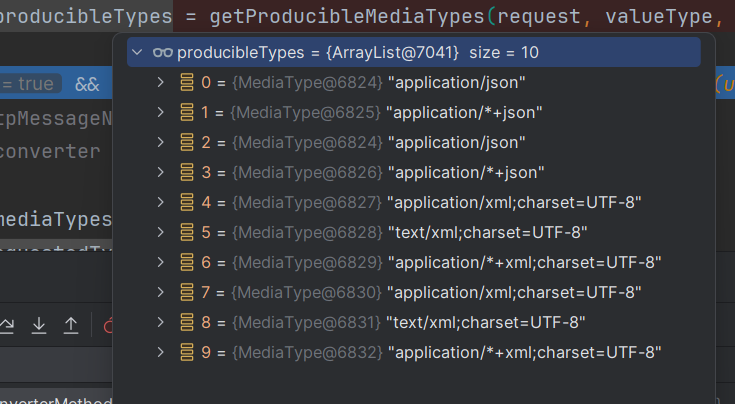 producibleTypes = getProducibleMediaTypes(request, valueType,
producibleTypes = {ArrayList@7041} size = 10
= true && 0 = {MediaType@6824} "application/json"
1 = {MediaType@6825} "application/*+json"
2 = {MediaType@6824} "application/json"
converter 3 = {MediaType@6826} "application/*+json"
4 = {MediaType@6827} "application/xml;charset=UTF-8"
mediaTypes 5 = {MediaType@6828} "text/xml;charset=UTF-8"
6 = {MediaType@6829} "application/*+xml;charset=UTF-8"
7 = {MediaType@6830} "application/xml;charset=UTF-8"
8 = {MediaType@6831} "text/xml;charset=UTF-8"
9 = {MediaType@6832} "application/*+xml;charset=UTF-8"